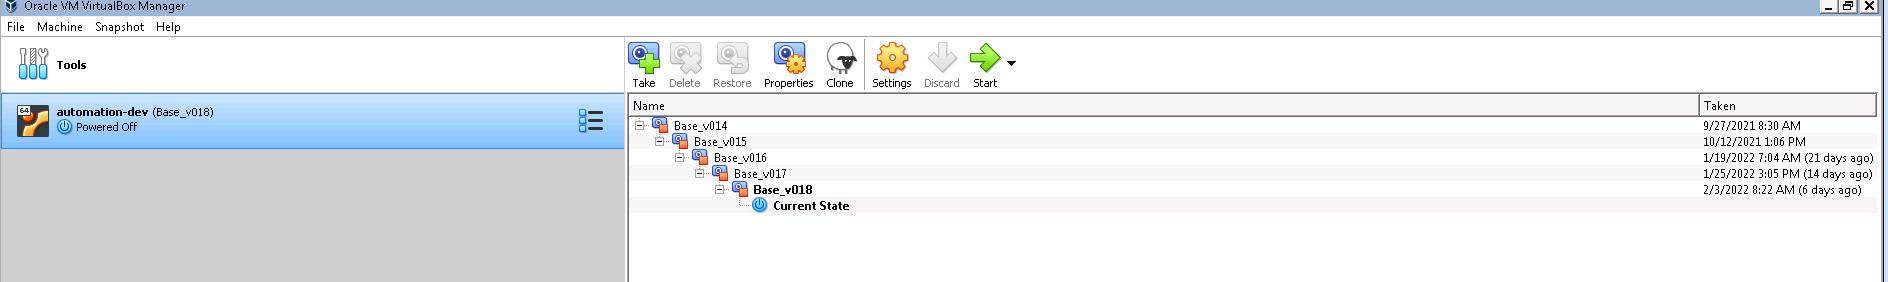 Oracle VM VirtualBox Manager
File Machine Snapshot Help
Tools
Take Delete Restore Properties Clone Settings Discard Start
64
automation-dev (Base_v018)
Powered Off
Name Taken
Base_v014 9/27/2021 8:30 AM
Base_v015 10/12/2021 1:06 PM
Base_v016 1/19/2022 7:04 AM (21 days ago)
Base_v017 1/25/2022 3:05 PM (14 days ago)
Base_v018 2/3/2022 8:22 AM (6 days ago)
Current State